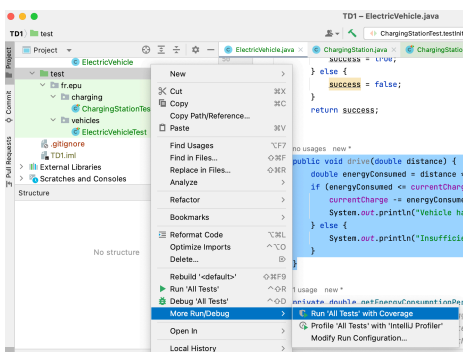 TD1 – ElectricVehicle.java
TD1
test
ChargingStationTest.testInit
Project
ElectricVehicle.java
ChargingStation.java
ChargingStatio
ElectricVehicle
test
fr.epu
charging
ChargingStationTes
vehicles
ElectricVehicleTest
.gitignore
TD1.iml
External Libraries
Scratches and Consoles
Structure
No structure
Project
Commit
Pull Requests
New
Cut ⌘X
Copy ⌘C
Copy Path/Reference...
Paste ⌘V
Find Usages ⌥F7
Find in Files... ⇧⌘F
Replace in Files... ⇧⌘R
Analyze
Refactor
Bookmarks
Reformat Code ⌥⌘L
Optimize Imports ^⌥O
Delete...
Rebuild '<default>' ⇧⌘F9
Run 'All Tests' ^⇧R
Debug 'All Tests' ^⇧D
More Run/Debug
Open In
Local History
Run 'All Tests' with Coverage
Profile 'All Tests' with 'IntelliJ Profiler'
Modify Run Configuration...
success = true;
} else {
success = false;
}
return success;
no usages new *
public void drive(double distance) {
double energyConsumed = distance
if (energyConsumed <= currentCharg
currentCharge -= energyConsume
System.out.println("Vehicle ha
} else {
System.out.println("Insufficie
}
}
1 usage new *
private double getEnergyConsumptionPe